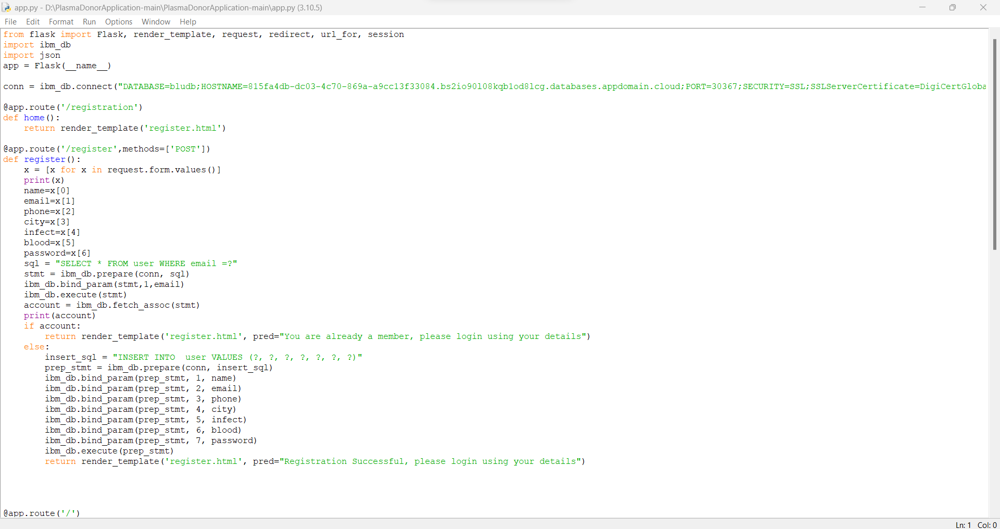 app.py - D:\PlasmaDonorApplication-main\PlasmaDonorApplication-main\app.py (3.10.5)
File Edit Format Run Options Window Help
from flask import Flask, render_template, request, redirect, url_for, session
import ibm_db
import json
app = Flask(__name__)
conn = ibm_db.connect("DATABASE=bludb;HOSTNAME=815fa4db-dc03-4c70-869a-a9cc13f33084.bs2io90l08kqb1od8lcg.databases.appdomain.cloud;PORT=30367;SECURITY=SSL;SSLServerCertificate=DigiCertGloba
@app.route('/registration')
def home():
    return render_template('register.html')
@app.route('/register',methods=['POST'])
def register():
    x = [x for x in request.form.values()]
    print(x)
    name=x[0]
    email=x[1]
    phone=x[2]
    city=x[3]
    infect=x[4]
    blood=x[5]
    password=x[6]
    sql = "SELECT * FROM user WHERE email =?"
    stmt = ibm_db.prepare(conn, sql)
    ibm_db.bind_param(stmt,1,email)
    ibm_db.execute(stmt)
    account = ibm_db.fetch_assoc(stmt)
    print(account)
    if account:
        return render_template('register.html', pred="You are already a member, please login using your details")
    else:
        insert_sql = "INSERT INTO  user VALUES (?, ?, ?, ?, ?, ?, ?)"
        prep_stmt = ibm_db.prepare(conn, insert_sql)
        ibm_db.bind_param(prep_stmt, 1, name)
        ibm_db.bind_param(prep_stmt, 2, email)
        ibm_db.bind_param(prep_stmt, 3, phone)
        ibm_db.bind_param(prep_stmt, 4, city)
        ibm_db.bind_param(prep_stmt, 5, infect)
        ibm_db.bind_param(prep_stmt, 6, blood)
        ibm_db.bind_param(prep_stmt, 7, password)
        ibm_db.execute(prep_stmt)
        return render_template('register.html', pred="Registration Successful, please login using your details")
@app.route('/')
Ln: 1 Col: 0